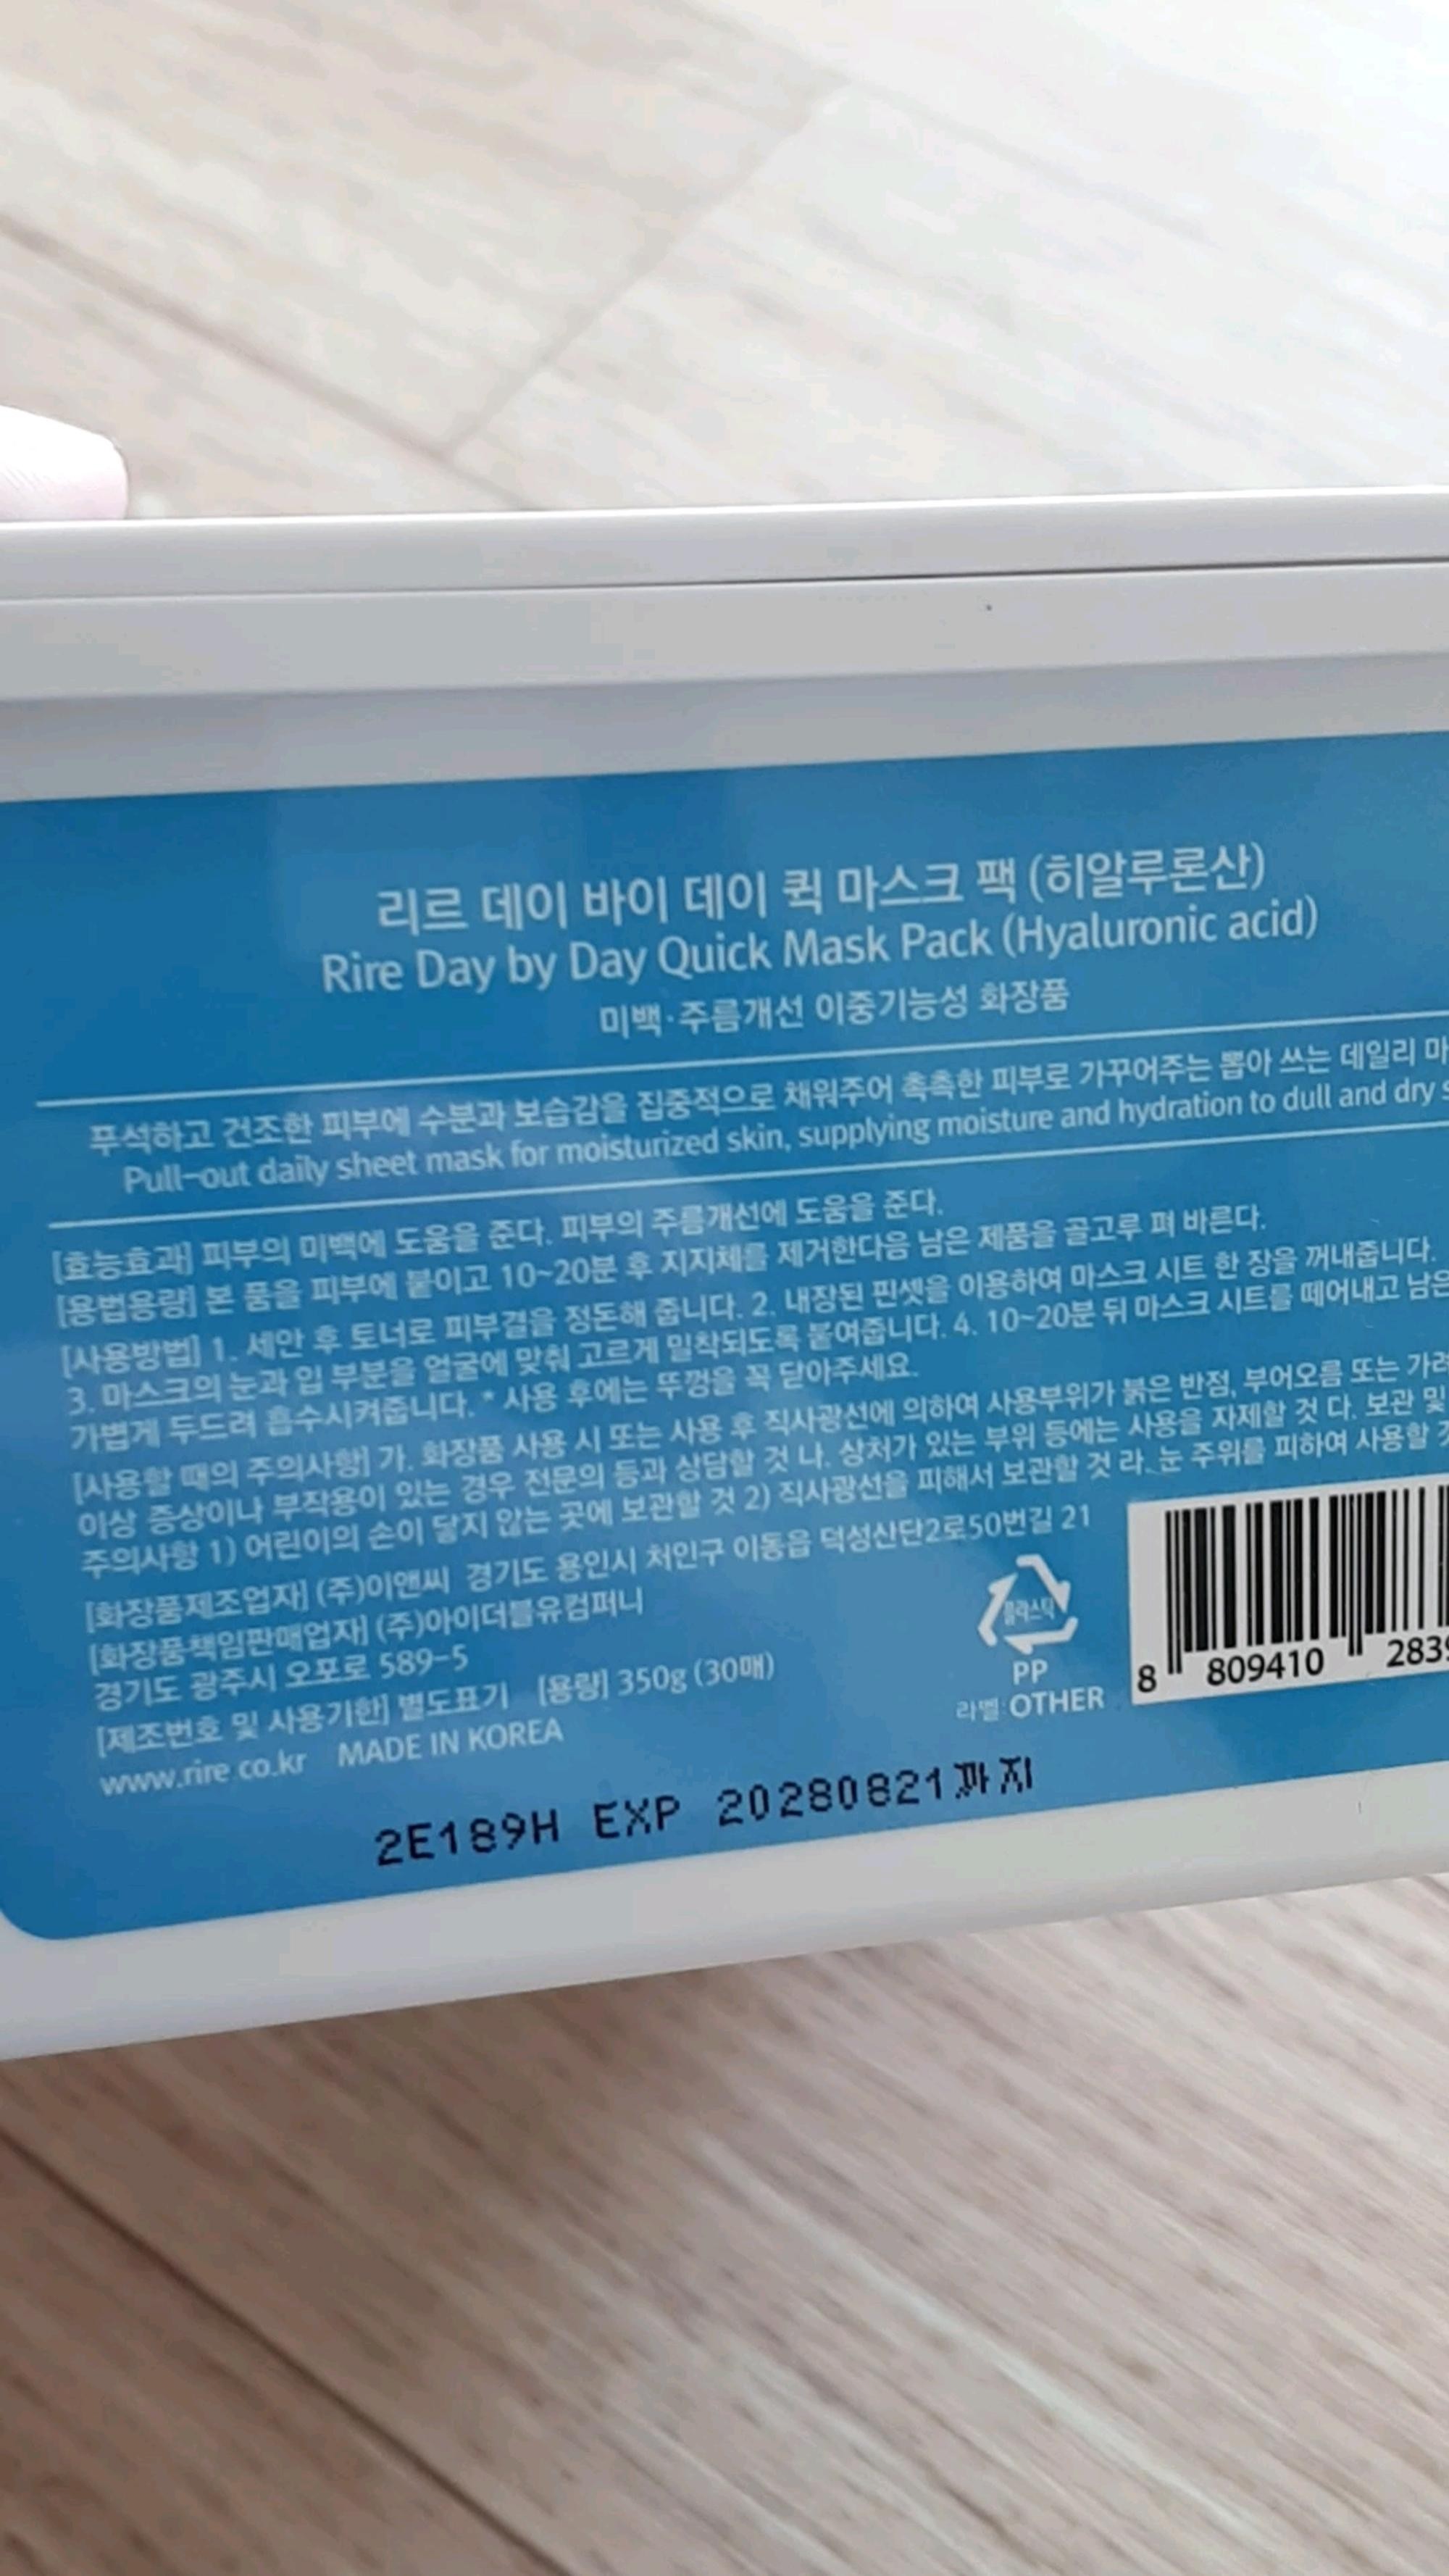 리르 데이 바이 데이 퀵 마스크 팩 (히알루론산)
Rire Day by Day Quick Mask Pack (Hyaluronic acid)
미백·주름개선 이중기능성 화장품
푸석하고 건조한 피부에 수분과 보습감을 집중적으로 채워주어 촉촉한 피부로 가꾸어주는 뽑아 쓰는 데일리 마
Pull-out daily sheet mask for moisturized skin, supplying moisture and hydration to dull and dry s
[효능효과] 피부의 미백에 도움을 준다. 피부의 주름개선에 도움을 준다.
[용법용량] 본 품을 피부에 붙이고 10~20분 후 지지체를 제거한다음 남은 제품을 골고루 펴 바른다.
[사용방법] 1. 세안 후 토너로 피부결을 정돈해 줍니다. 2. 내장된 핀셋을 이용하여 마스크 시트 한 장을 꺼내줍니다.
3. 마스크의 눈과 입 부분을 얼굴에 맞춰 고르게 밀착되도록 붙여줍니다. 4. 10~20분 뒤 마스크 시트를 떼어내고 남은
가볍게 두드려 흡수시켜줍니다. * 사용 후에는 뚜껑을 꼭 닫아주세요.
[사용할 때의 주의사항] 가. 화장품 사용 시 또는 사용 후 직사광선에 의하여 사용부위가 붉은 반점, 부어오름 또는 가려
이상 증상이나 부작용이 있는 경우 전문의 등과 상담할 것 나. 상처가 있는 부위 등에는 사용을 자제할 것 다. 보관 및
주의사항 1) 어린이의 손이 닿지 않는 곳에 보관할 것 2) 직사광선을 피해서 보관할 것 라. 눈 주위를 피하여 사용할 것
[화장품제조업자] (주)이앤씨 경기도 용인시 처인구 이동읍 덕성산단2로50번길 21
[화장품책임판매업자] (주)아이더블유컴퍼니
경기도 광주시 오포로 589-5
[제조번호 및 사용기한] 별도표기 [용량] 350g (30매)
www.rire.co.kr MADE IN KOREA
플라스틱
PP
라벨: OTHER
8 809410 2839
2E189H EXP 20280821까지